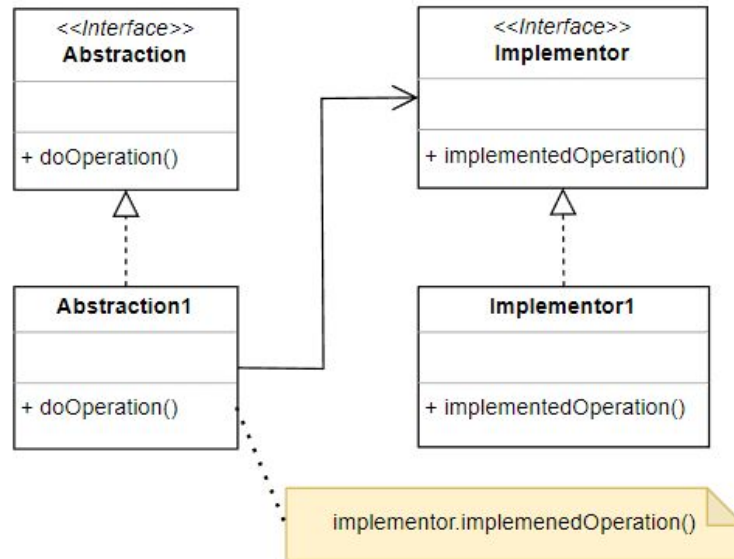 <<Interface>>
Abstraction
+ doOperation()
<<Interface>>
Implementor
+ implementedOperation()
Abstraction1
+ doOperation()
Implementor1
+ implementedOperation()
implementor.implemenedOperation()